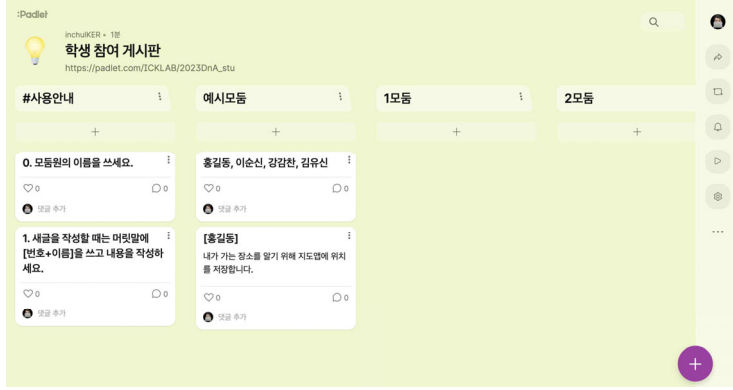 :Padlet
inchulKER • 1분
학생 참여 게시판
https://padlet.com/ICKLAB/2023DnA_stu
#사용안내
예시모둠
1모둠
2모둠
0. 모둠원의 이름을 쓰세요.
0
0
댓글 추가
1. 새글을 작성할 때는 머릿말에
[번호+이름]을 쓰고 내용을 작성하
세요.
0
0
댓글 추가
홍길동, 이순신, 강감찬, 김유신
0
0
댓글 추가
[홍길동]
내가 가는 장소를 알기 위해 지도앱에 위치
를 저장합니다.
0
0
댓글 추가